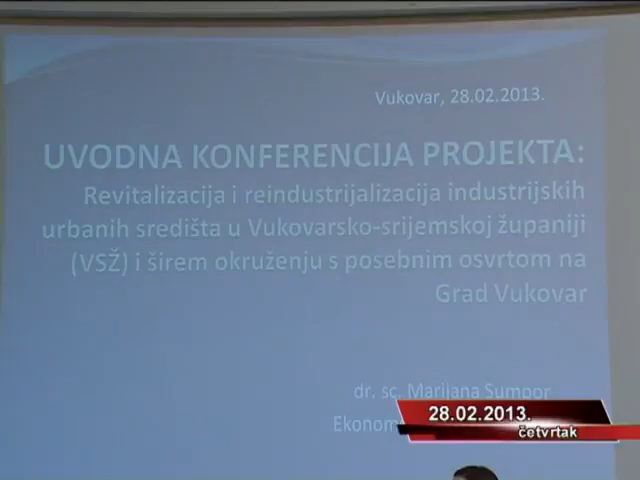 Vukovar, 28.02.2013.
UVODNA KONFERENCIJA PROJEKTA:
Revitalizacija i reindustrijalizacija industrijskih
urbanih središta u Vukovarsko-srijemskoj županiji
(VSŽ) i širem okruženju s posebnim osvrtom na
Grad Vukovar
dr. sc. Marijana Sumpor
28.02.2013.
četvrtak